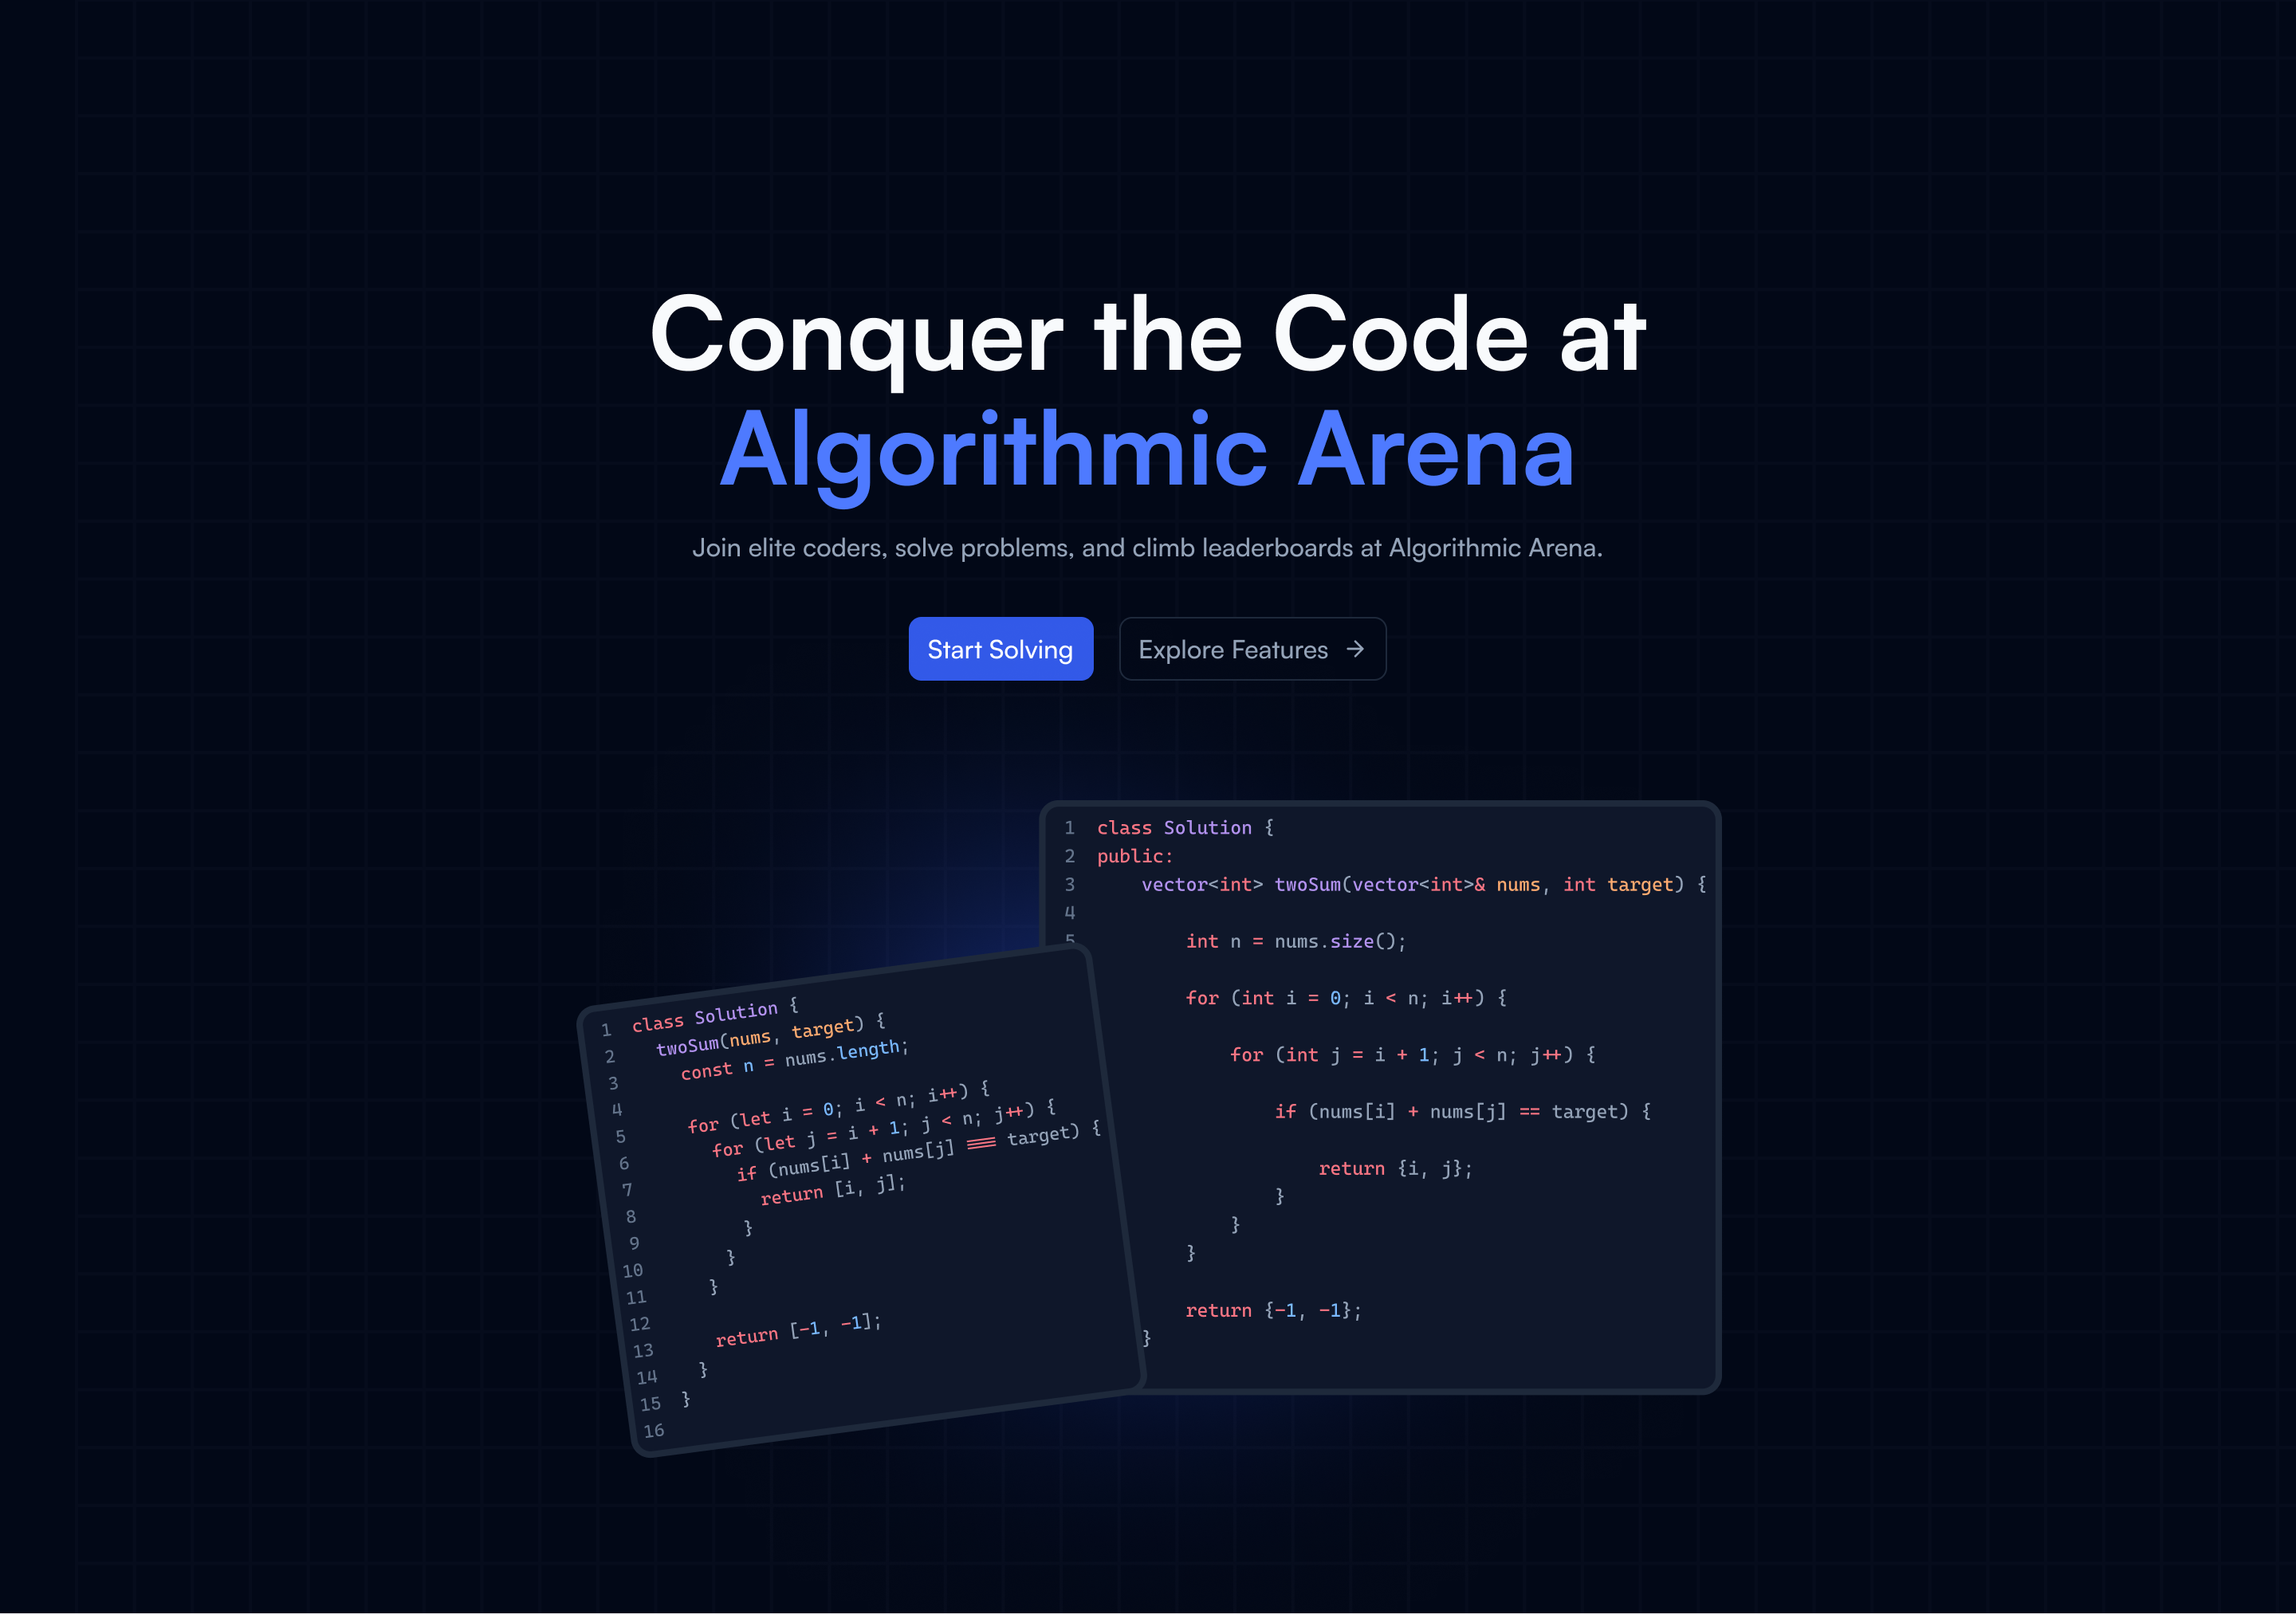 Conquer the Code at
Algorithmic Arena
Join elite coders, solve problems, and climb leaderboards at Algorithmic Arena.
Start Solving
Explore Features →
1 class Solution {
2 public:
3 vector<int> twoSum(vector<int>& nums, int target) {
4
5 int n = nums.size();
for (int i = 0; i < n; i++) {
for (int j = i + 1; j < n; j++) {
if (nums[i] + nums[j] == target) {
return {i, j};
}
}
}
return {-1, -1};
}
1 class Solution {
2 twoSum(nums, target) {
3 const n = nums.length;
4
5 for (let i = 0; i < n; i++) {
6 for (let j = i + 1; j < n; j++) {
7 if (nums[i] + nums[j] === target) {
8 return [i, j];
9 }
10 }
11 }
12
13 return [-1, -1];
14 }
15 }
16